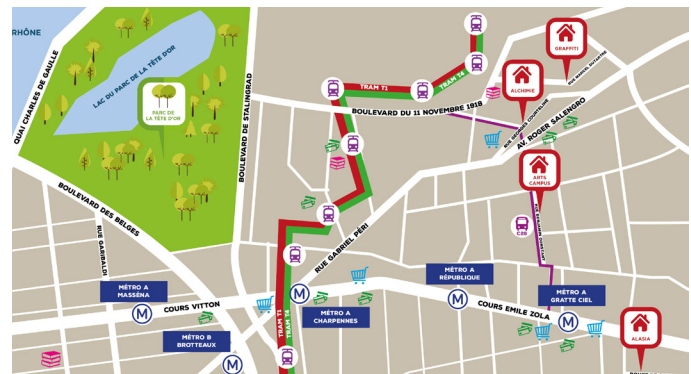 RHÔNE
QUAI CHARLES DE GAULLE
LAC DU PARC DE LA TÊTE D'OR
PARC DE
LA TÊTE D'OR
BOULEVARD DE STALINGRAD
BOULEVARD DES BELGES
RUE GARIBALDI
TRAM T1
TRAM T4
BOULEVARD DU 11 NOVEMBRE 1918
GRAFFITI
ALCHIMIE
RUE GEORGES COURTELINE
AV. ROGER SALENGRO
ARTS
CAMPUS
C26
RUE GABRIEL PÉRI
MÉTRO A
MASSÉNA
M
COURS VITTON
MÉTRO B
BROTTEAUX
M
TRAM T1
TRAM T4
M
MÉTRO A
CHARPENNES
MÉTRO A
RÉPUBLIQUE
M
COURS EMILE ZOLA
MÉTRO A
GRATTE CIEL
M
ALASIA